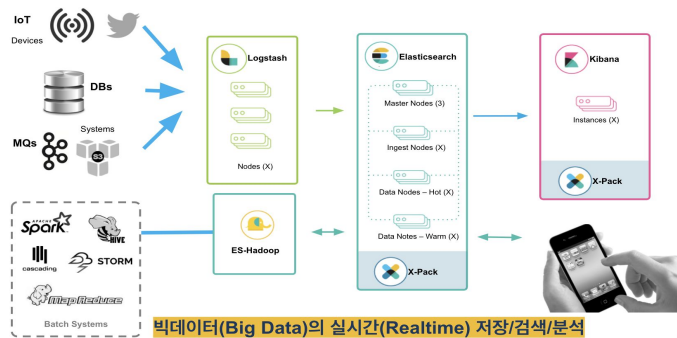 IoT
Devices
DBs
Systems
MQs
S3
Logstash
Nodes (X)
Elasticsearch
Master Nodes (3)
Ingest Nodes (X)
Data Nodes – Hot (X)
Data Notes – Warm (X)
X-Pack
Kibana
Instances (X)
X-Pack
ES-Hadoop
APACHE
Spark
HIVE
cascading
STORM
MapReduce
Batch Systems
빅데이터(Big Data)의 실시간(Realtime) 저장/검색/분석